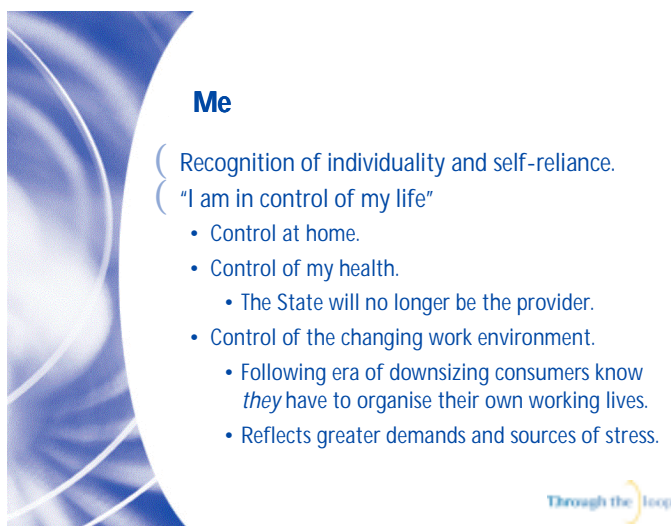 Me
Recognition of individuality and self-reliance.
"I am in control of my life"
• Control at home.
• Control of my health.
• The State will no longer be the provider.
• Control of the changing work environment.
• Following era of downsizing consumers know
they have to organise their own working lives.
• Reflects greater demands and sources of stress.
Through the loop